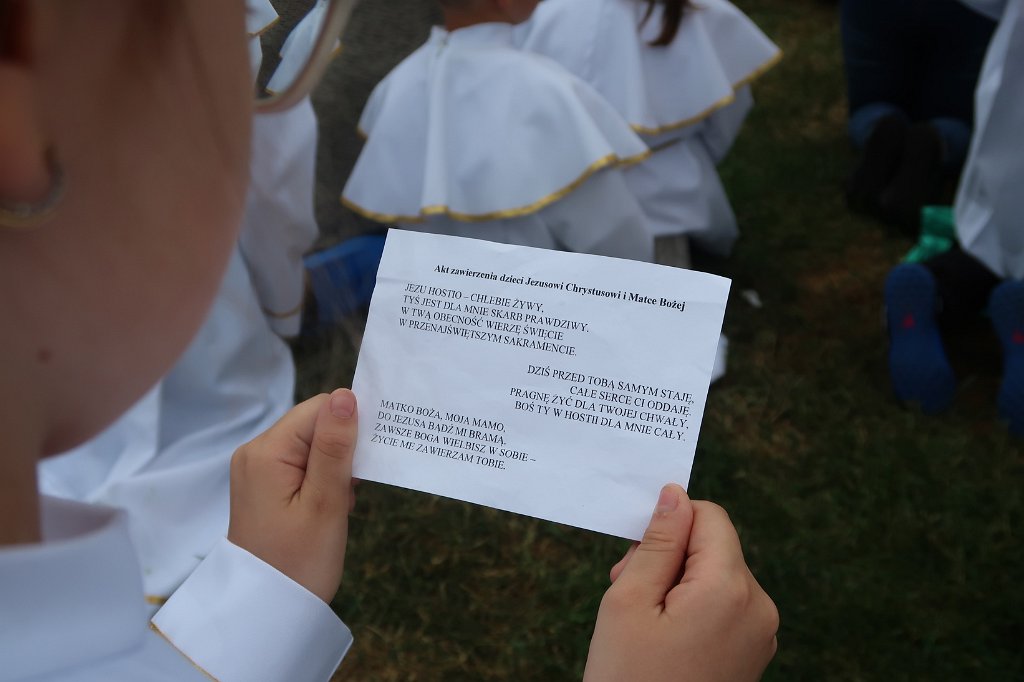 Akt zawierzenia dzieci Jezusowi Chrystusowi i Matce Bożej
JEZU HOSTIO – CHLEBIE ŻYWY,
TYŚ JEST DLA MNIE SKARB PRAWDZIWY,
W TWĄ OBECNOŚĆ WIERZĘ ŚWIĘCIE
W PRZENAJŚWIĘTSZYM SAKRAMENCIE.
DZIŚ PRZED TOBĄ SAMYM STAJĘ,
CAŁE SERCE CI ODDAJĘ.
PRAGNĘ ŻYĆ DLA TWOJEJ CHWAŁY,
BOŚ TY W HOSTII DLA MNIE CAŁY.
MATKO BOŻA, MOJA MAMO,
DO JEZUSA BĄDŹ MI BRAMĄ,
ZAWSZE BOGA WIELBISZ W SOBIE –
ŻYCIE ME ZAWIERZAM TOBIE.